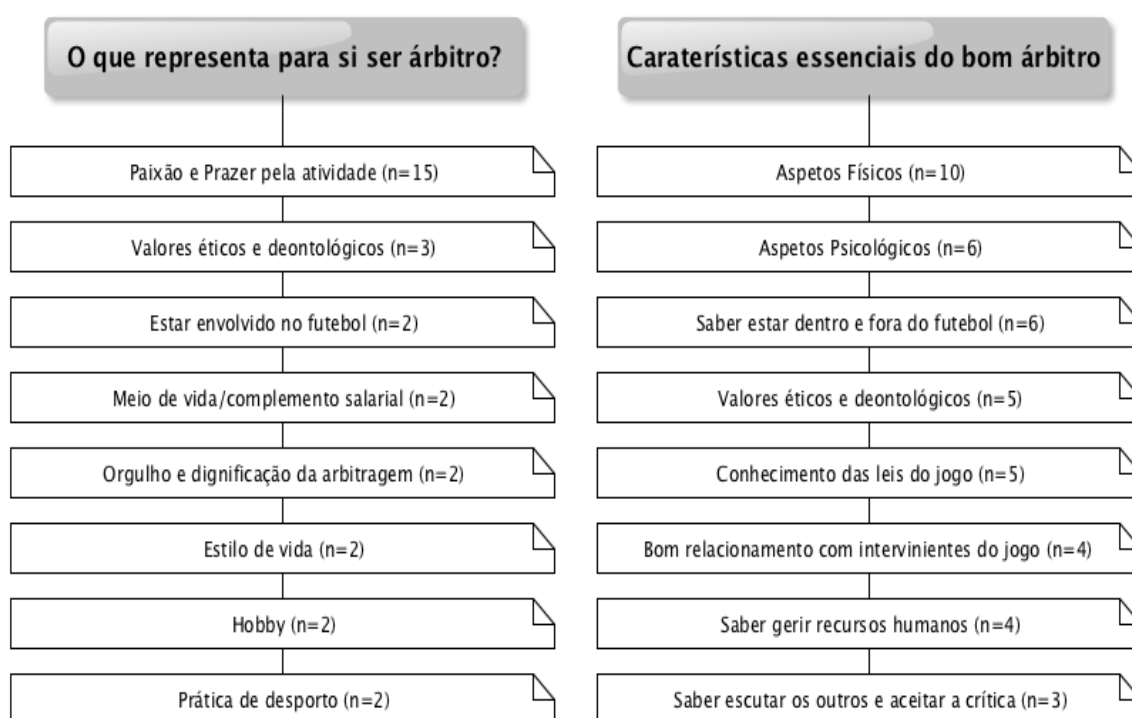 O que representa para si ser árbitro?
Paixão e Prazer pela atividade (n=15)
Valores éticos e deontológicos (n=3)
Estar envolvido no futebol (n=2)
Meio de vida/complemento salarial (n=2)
Orgulho e dignificação da arbitragem (n=2)
Estilo de vida (n=2)
Hobby (n=2)
Prática de desporto (n=2)
Caraterísticas essenciais do bom árbitro
Aspetos Físicos (n=10)
Aspetos Psicológicos (n=6)
Saber estar dentro e fora do futebol (n=6)
Valores éticos e deontológicos (n=5)
Conhecimento das leis do jogo (n=5)
Bom relacionamento com intervinientes do jogo (n=4)
Saber gerir recursos humanos (n=4)
Saber escutar os outros e aceitar a crítica (n=3)